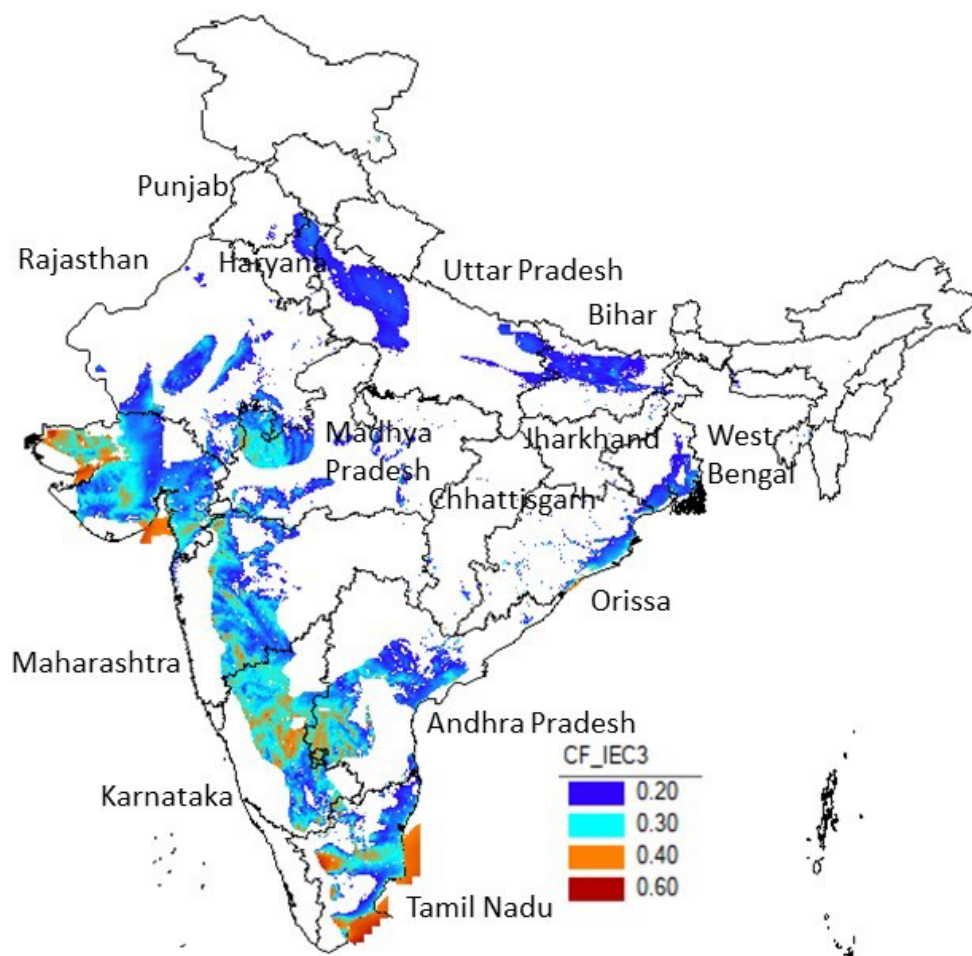 Punjab
Rajasthan
Haryana
Uttar Pradesh
Bihar
Madhya
Pradesh
Jharkhand
West
Bengal
Chhattisgarh
Orissa
Maharashtra
Andhra Pradesh
Karnataka
Tamil Nadu
CF_IEC3
0.20
0.30
0.40
0.60